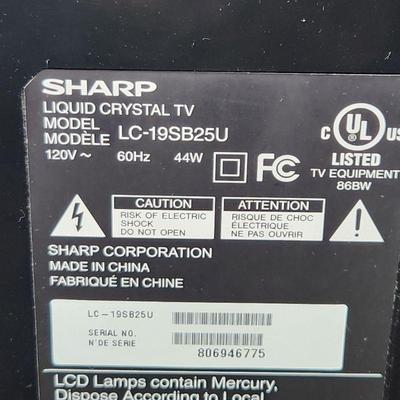 SHARP
LIQUID CRYSTAL TV
MODEL
MODÈLE LC-19SB25U
120V~ 60Hz 44W FC
C UL US
LISTED
TV EQUIPMENT
86BW
CAUTION
RISK OF ELECTRIC
SHOCK
DO NOT OPEN
ATTENTION
RISQUE DE CHOC
ÉLECTRIQUE
NE PAS OUVRIR
SHARP CORPORATION
MADE IN CHINA
FABRIQUÉ EN CHINE
LC-19SB25U
SERIAL NO.
N° DE SERIE
806946775
LCD Lamps contain Mercury,
Dispose According to Local,